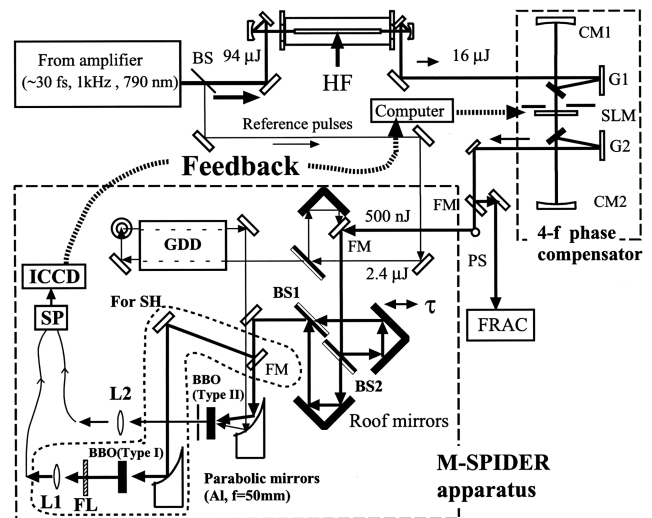 From amplifier
(~30 fs, 1kHz , 790 nm)
BS
94 μJ
HF
16 μJ
CM1
G1
SLM
G2
CM2
4-f phase
compensator
Computer
Reference pulses
Feedback
FM
500 nJ
FM
PS
FRAC
2.4 μJ
GDD
ICCD
SP
For SH
BS1
τ
BS2
FM
BBO
(Type II)
L2
Roof mirrors
BBO(Type I)
L1
FL
Parabolic mirrors
(Al, f=50mm)
M-SPIDER
apparatus